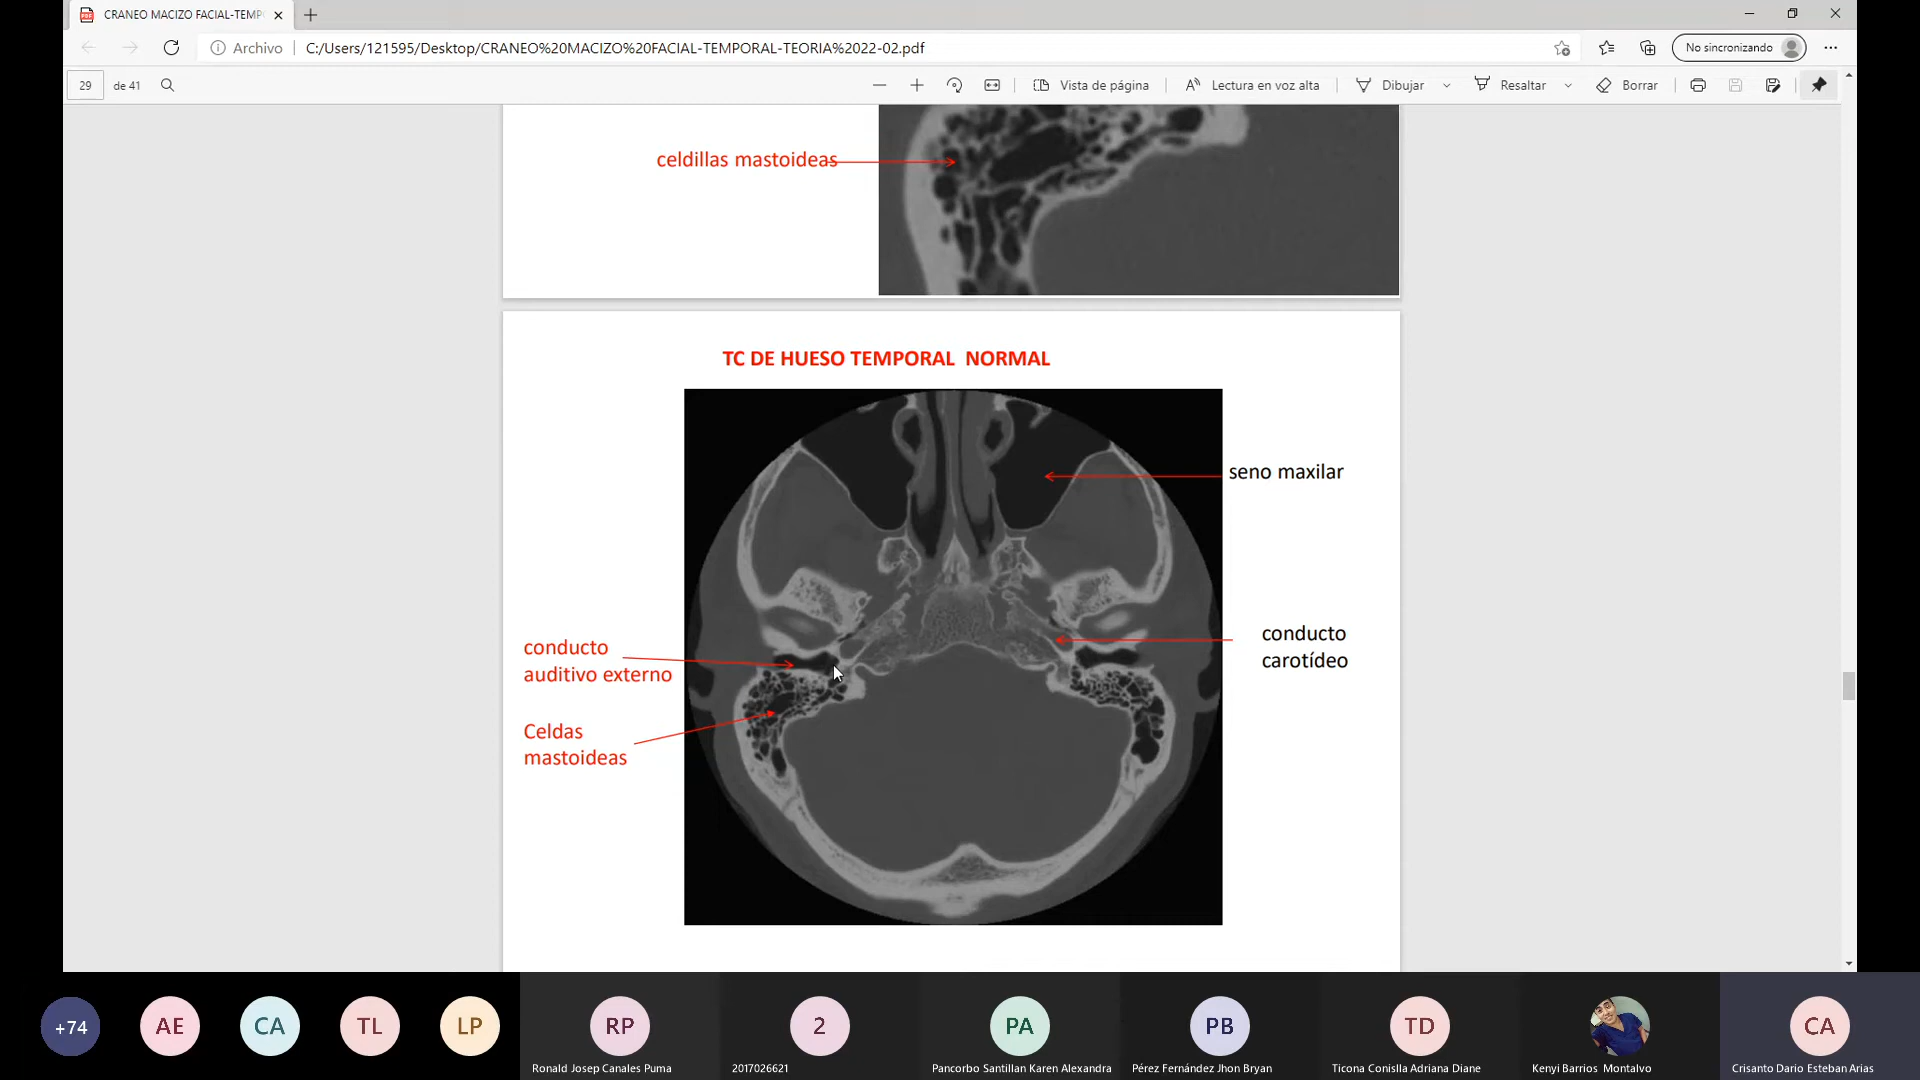 CRANEO MACIZO FACIAL-TEMP
Archivo
C:/Users/121595/Desktop/CRANEO%20MACIZO%20FACIAL-TEMPORAL-TEORIA%2022-02.pdf
No sincronizando
29 de 41
Vista de página
Lectura en voz alta
Dibujar
Resaltar
Borrar
celdillas mastoideas
TC DE HUESO TEMPORAL NORMAL
seno maxilar
conducto
carotídeo
conducto
auditivo externo
Celdas
mastoideas
+74
AE
CA
TL
LP
RP
2
PA
PB
TD
CA
Ronald Josep Canales Puma
2017026621
Pancorbo Santillan Karen Alexandra
Pérez Fernández Jhon Bryan
Ticona Conislla Adriana Diane
Kenyi Barrios Montalvo
Crisanto Dario Esteban Arias